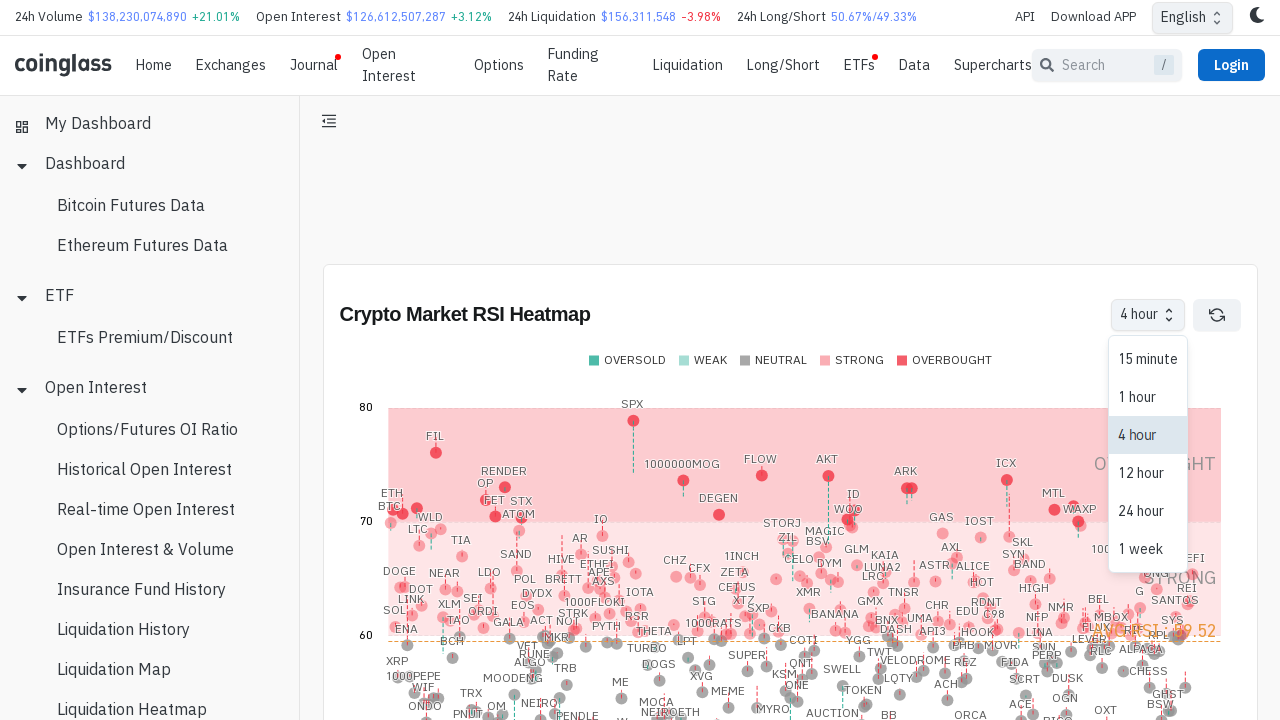 24h Volume $138,230,074,890 +21.01% Open Interest $126,612,507,287 +3.12% 24h Liquidation $156,311,548 -3.98% 24h Long/Short 50.67%/49.33% API Download APP English
coinglass Home Exchanges Journal Open Interest Options Funding Rate Liquidation Long/Short ETFs Data Supercharts Search / Login
My Dashboard
Dashboard
Bitcoin Futures Data
Ethereum Futures Data
ETF
ETFs Premium/Discount
Open Interest
Options/Futures OI Ratio
Historical Open Interest
Real-time Open Interest
Open Interest & Volume
Insurance Fund History
Liquidation History
Liquidation Map
Liquidation Heatmap
Crypto Market RSI Heatmap
4 hour
15 minute
1 hour
4 hour
12 hour
24 hour
1 week
OVERSOLD WEAK NEUTRAL STRONG OVERBOUGHT
80
SPX
FIL
1000000MOG FLOW AKT ARK ICX
RENDER
OP
ETH FET STX DEGEN ID MTL
BTC ATOM WOO WAXP
70
WLD IO STORJ GAS IOST
LTC MAGIC
TIA AR ZIL BSV SKL
SAND HIVE SUSHI CHZ 1INCH CELO GLM KAIA AXL SYN
DOGE NEAR LDO ETHFI CFX ZETA DYM LUNA2 ASTR ALICE BAND
POL BRETT APE AXS LRC HOT STRONG
DOT DYDX IOTA CETUS XMR TNSR HIGH G
LINK XLM SEI EOS 1000FLOKI STG XTZ GMX CHR RDNT NMR BEL SANTOS
SOL ORDI SXP BANANA EDU C98 NFP MBOX
TAO GALA ACT NOT STRK RSR 1000RATS BNX UMA SYS
ENA PYTH THETA CKB DASH API3 HOOK LINA FLUX
60
BCH MKR LPT COTI YGG PHB MOVR LEVER RPL
VET TURBO SUN ALPACA
XRP ALGO RUNE TRB DOGS SUPER QNT TWT VELODROME REZ FIDA PERP
1000PEPE MOODENG ME XVG KSM SWELL LQTY SCRT DUSK CHESS
WIF TRX MEME ONE TOKEN ACH OGN GHST
ONDO OM NEIRO MOCA MYRO ACE BSW
PNUT PENDLE NEIROETH AUCTION BB ORCA OXT